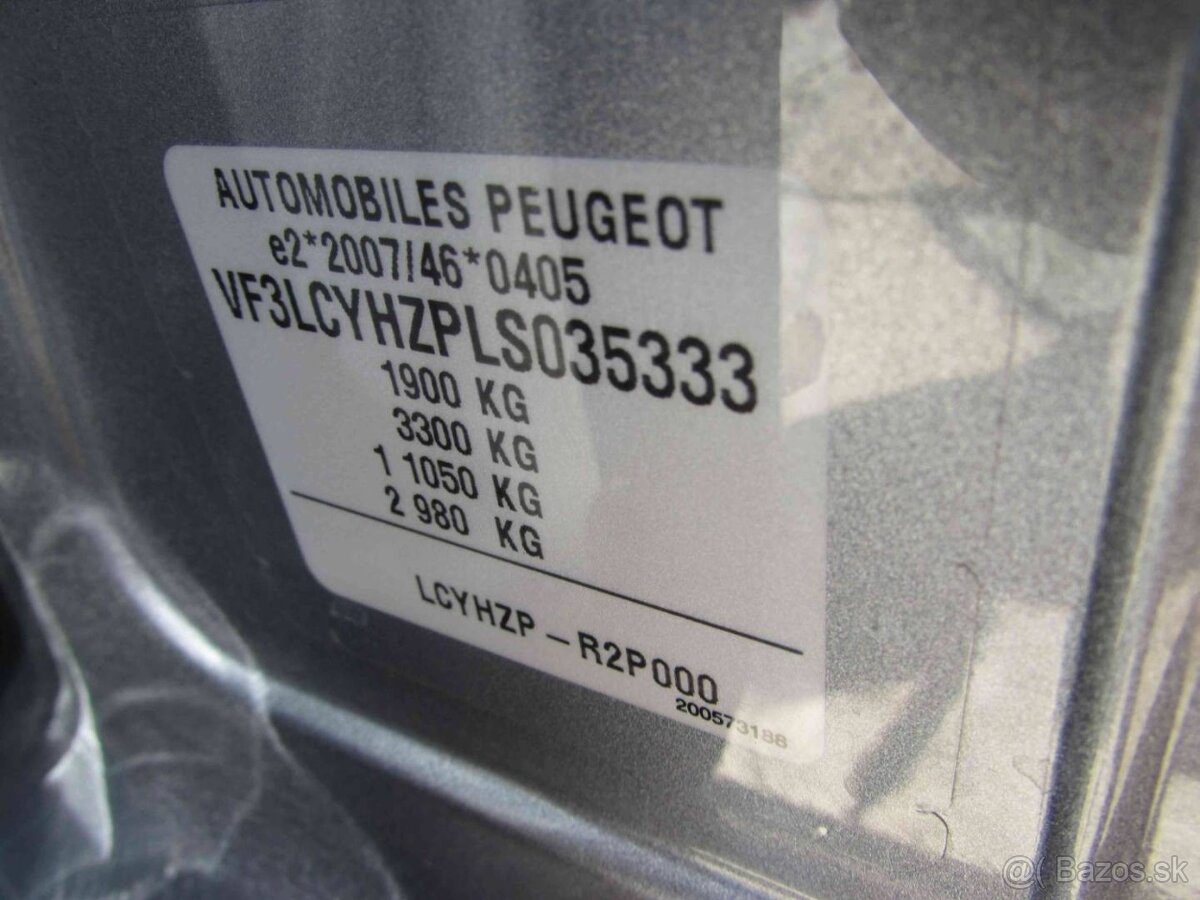 AUTOMOBILES PEUGEOT
e2*2007/46*0405
VF3LCYHZPLS035333
1900 KG
3300 KG
1 1050 KG
2 980 KG
LCYHZP - R2P000
200573188
@( Bazos.sk